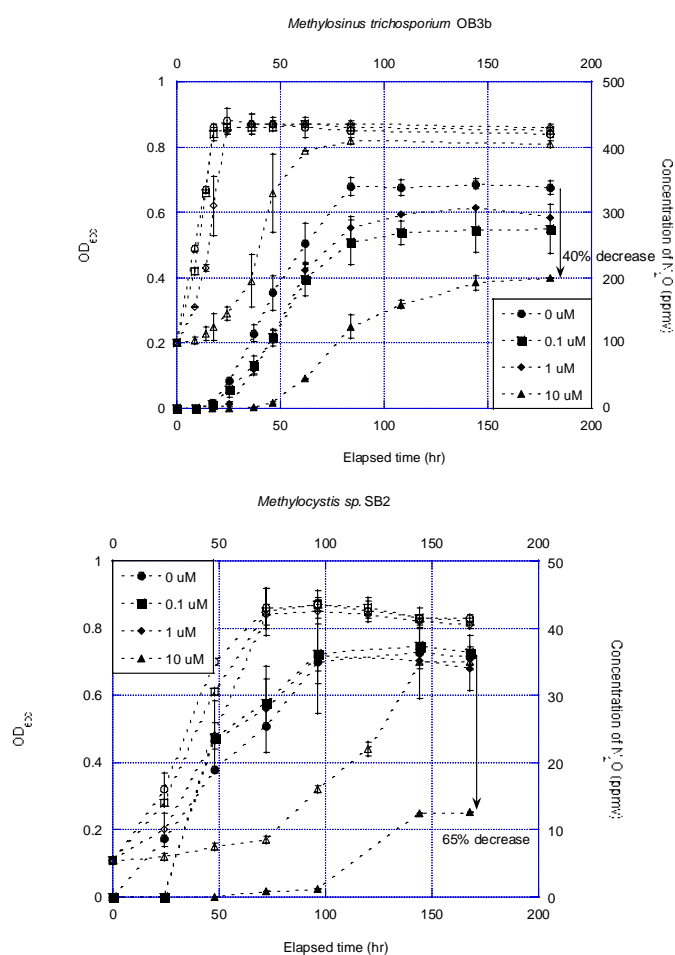 Methylosinus trichosporium OB3b
0 50 100 150 200
1 500
0.8 400
0.6 300
0.4 200
0.2 100
0 0
OD600
Concentration of N2O (ppmv)
40% decrease
0 uM
0.1 uM
1 uM
10 uM
0 50 100 150 200
Elapsed time (hr)
Methylocystis sp. SB2
0 50 100 150 200
1 50
0.8 40
0.6 30
0.4 20
0.2 10
0 0
OD600
Concentration of N2O (ppmv)
0 uM
0.1 uM
1 uM
10 uM
65% decrease
0 50 100 150 200
Elapsed time (hr)